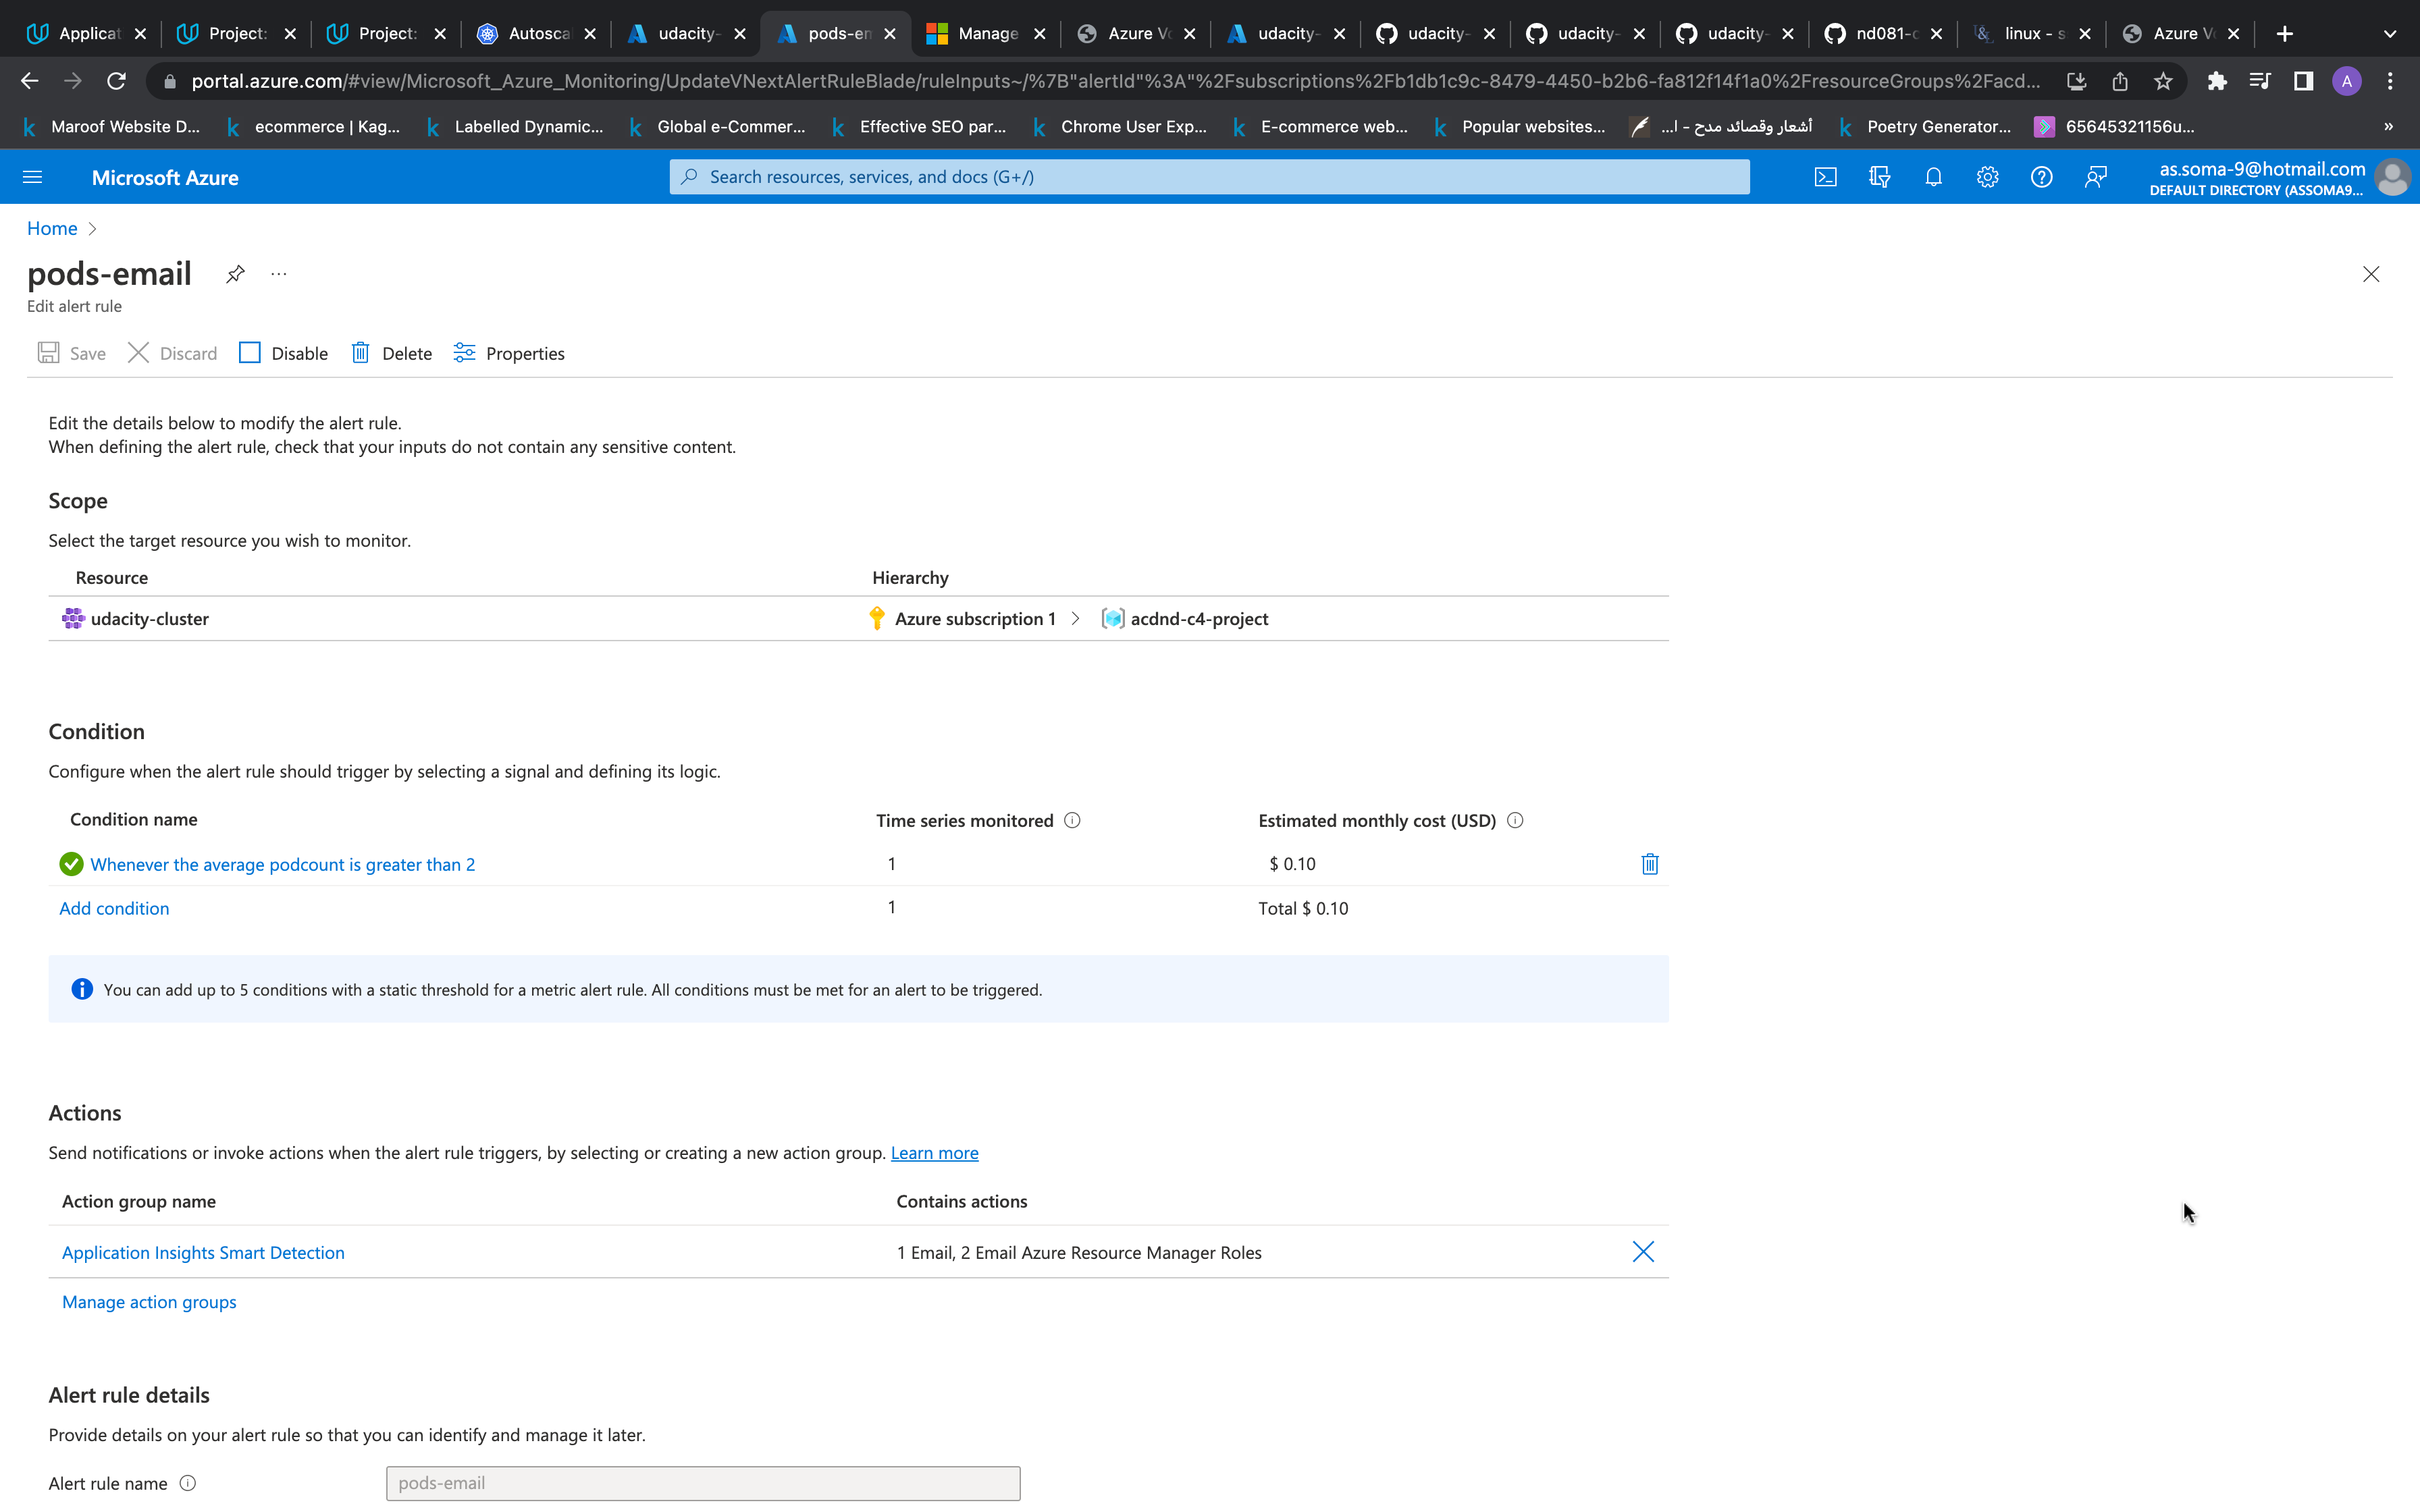 Applicat
Project:
Project:
Autosca
udacity-
pods-em
Manage
Azure Vo
udacity-
udacity-
udacity-
udacity-
nd081-c
linux - s
Azure Vo
portal.azure.com/#view/Microsoft_Azure_Monitoring/UpdateVNextAlertRuleBlade/ruleInputs~/%7B"alertId"%3A"%2Fsubscriptions%2Fb1db1c9c-8479-4450-b2b6-fa812f14f1a0%2FresourceGroups%2Facd...
A
Maroof Website D...
ecommerce | Kag...
Labelled Dynamic...
Global e-Commer...
Effective SEO par...
Chrome User Exp...
E-commerce web...
Popular websites...
أشعار وقصائد مدح - ا...
Poetry Generator...
65645321156u...
»
Microsoft Azure
Search resources, services, and docs (G+/)
as.soma-9@hotmail.com
DEFAULT DIRECTORY (ASSOMA9...
Home
pods-email
...
Edit alert rule
Save
Discard
Disable
Delete
Properties
Edit the details below to modify the alert rule.
When defining the alert rule, check that your inputs do not contain any sensitive content.
Scope
Select the target resource you wish to monitor.
Resource Hierarchy
udacity-cluster Azure subscription 1 > acdnd-c4-project
Condition
Configure when the alert rule should trigger by selecting a signal and defining its logic.
Condition name Time series monitored Estimated monthly cost (USD)
Whenever the average podcount is greater than 2 1 $ 0.10
Add condition 1 Total $ 0.10
You can add up to 5 conditions with a static threshold for a metric alert rule. All conditions must be met for an alert to be triggered.
Actions
Send notifications or invoke actions when the alert rule triggers, by selecting or creating a new action group. Learn more
Action group name Contains actions
Application Insights Smart Detection 1 Email, 2 Email Azure Resource Manager Roles
Manage action groups
Alert rule details
Provide details on your alert rule so that you can identify and manage it later.
Alert rule name pods-email